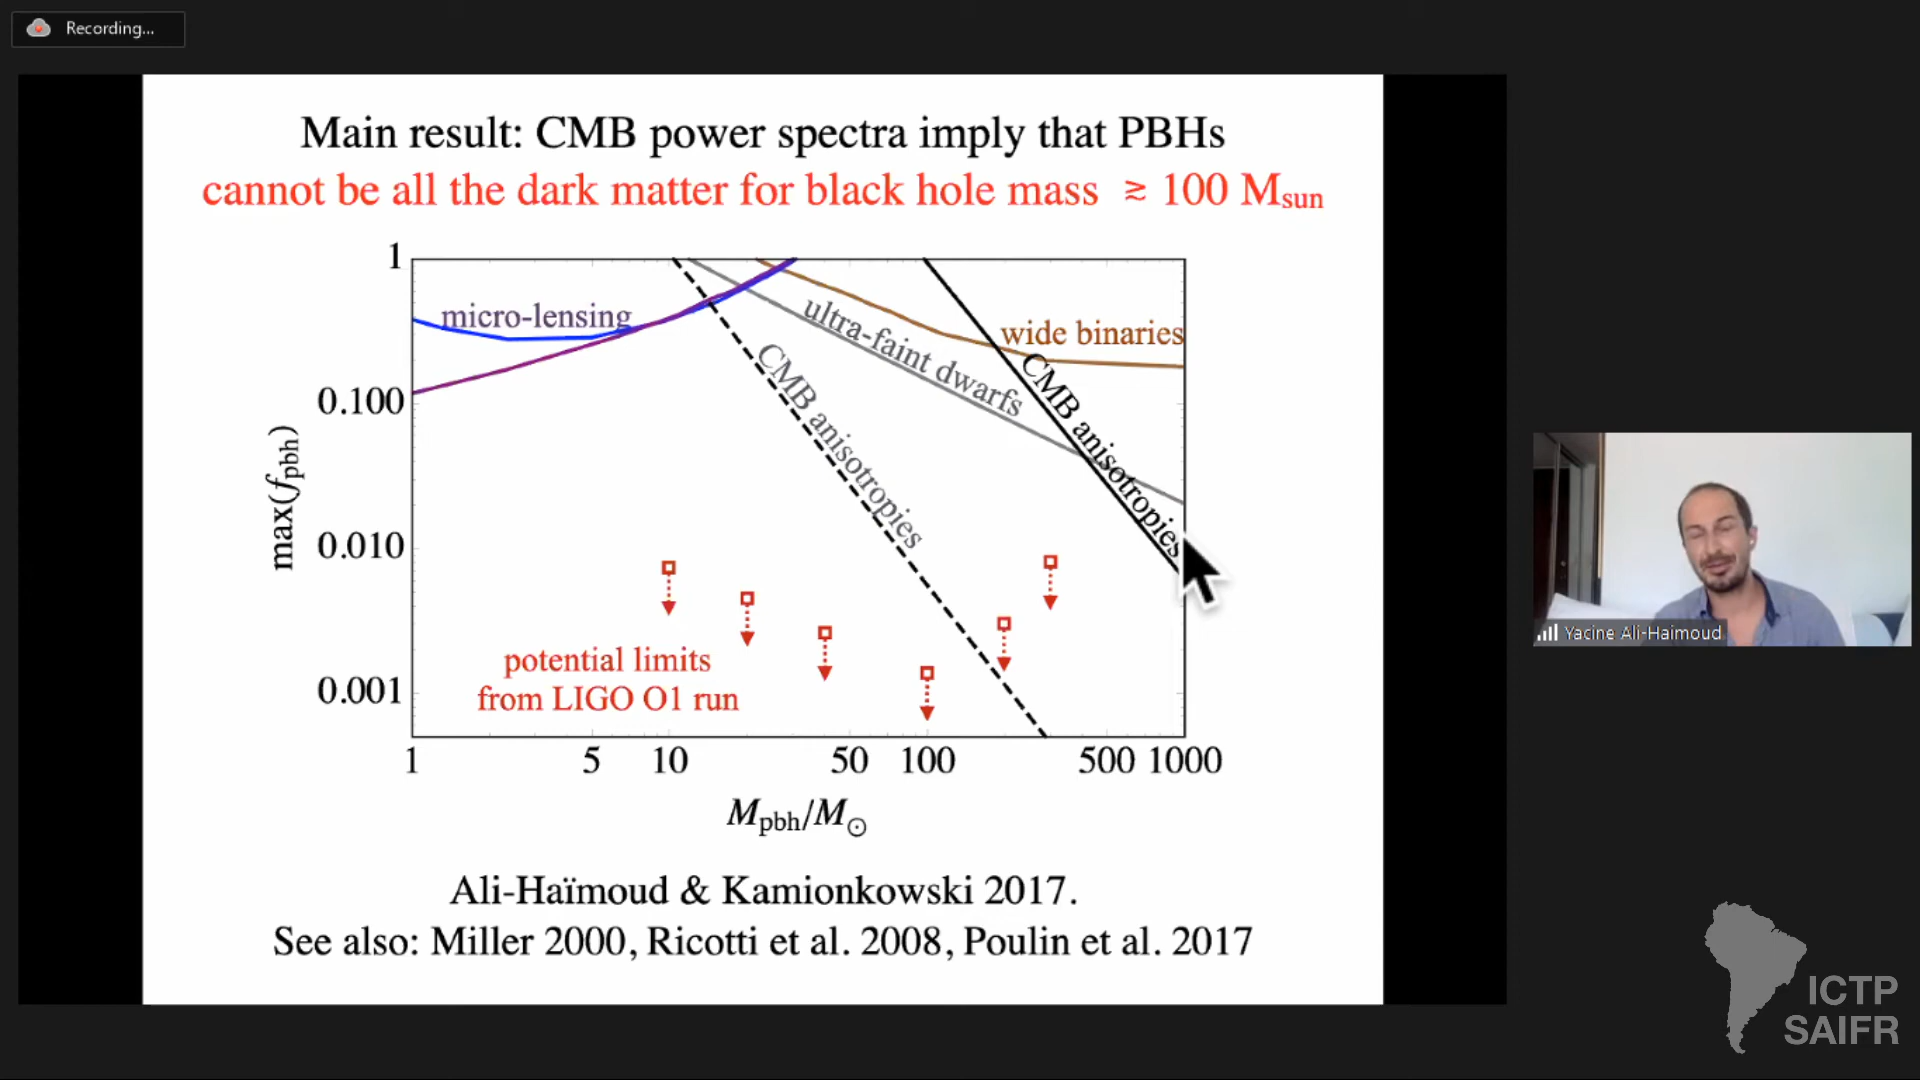 Recording...
Main result: CMB power spectra imply that PBHs
cannot be all the dark matter for black hole mass ≳ 100 Msun
1
0.100
0.010
0.001
max(fpbh)
micro-lensing
ultra-faint dwarfs
wide binaries
CMB anisotropies
CMB anisotropies
potential limits
from LIGO O1 run
1 5 10 50 100 500 1000
Mpbh/M⊙
Ali-Haïmoud & Kamionkowski 2017.
See also: Miller 2000, Ricotti et al. 2008, Poulin et al. 2017
Yacine Ali-Haimoud
ICTP
SAIFR